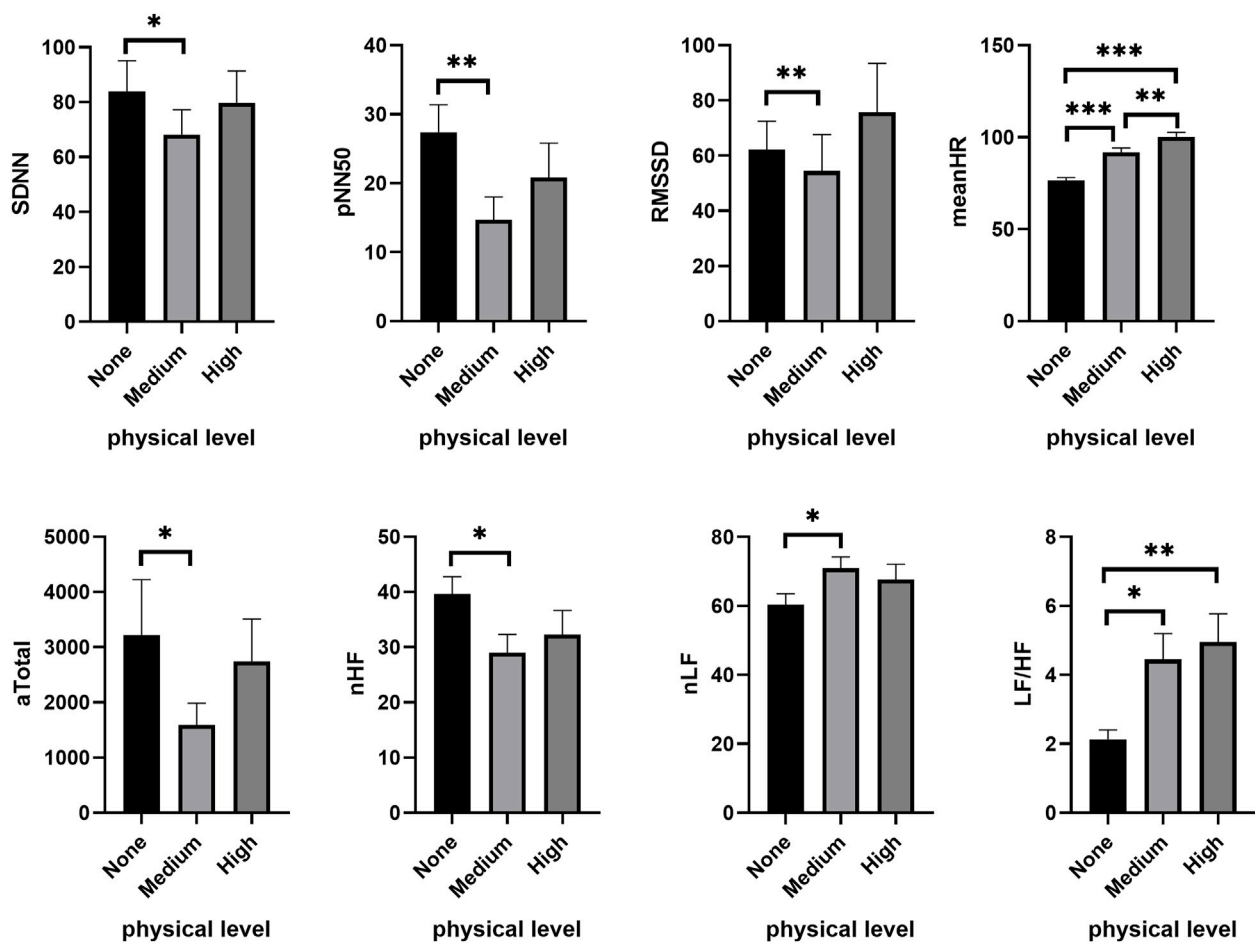 SDNN
*
100
80
60
40
20
0
None
Medium
High
physical level
pNN50
**
40
30
20
10
0
None
Medium
High
physical level
RMSSD
**
100
80
60
40
20
0
None
Medium
High
physical level
meanHR
***
***
**
150
100
50
0
None
Medium
High
physical level
aTotal
*
5000
4000
3000
2000
1000
0
None
Medium
High
physical level
nHF
*
50
40
30
20
10
0
None
Medium
High
physical level
nLF
*
80
60
40
20
0
None
Medium
High
physical level
LF/HF
**
*
8
6
4
2
0
None
Medium
High
physical level